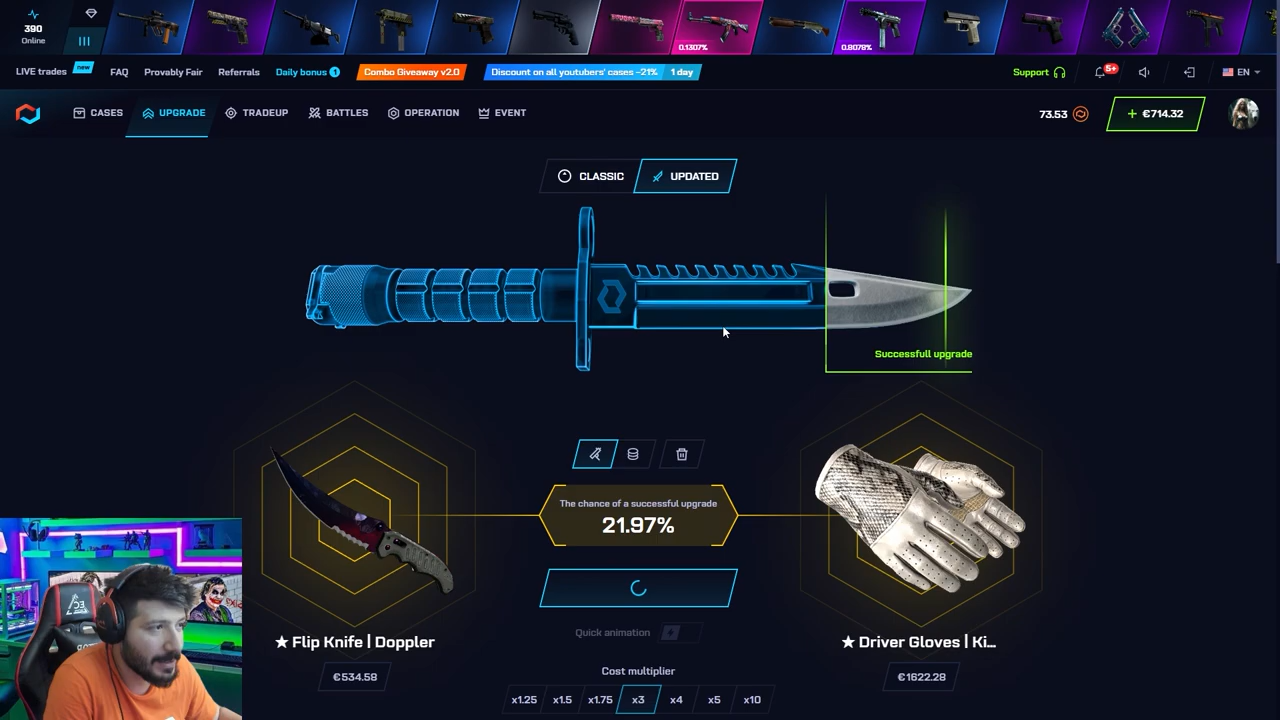 390
Online
0.1307%
0.8078%
LIVE trades
new
FAQ
Provably Fair
Referrals
Daily bonus 1
Combo Giveaway v2.0
Discount on all youtubers' cases -21%
1 day
Support
5+
EN
CASES
UPGRADE
TRADEUP
BATTLES
OPERATION
EVENT
73.53
+ €714.32
CLASSIC
UPDATED
Successfull upgrade
The chance of a successful upgrade
21.97%
Quick animation
★ Flip Knife | Doppler
€534.58
★ Driver Gloves | Ki...
€1622.28
Cost multiplier
x1.25
x1.5
x1.75
x3
x4
x5
x10